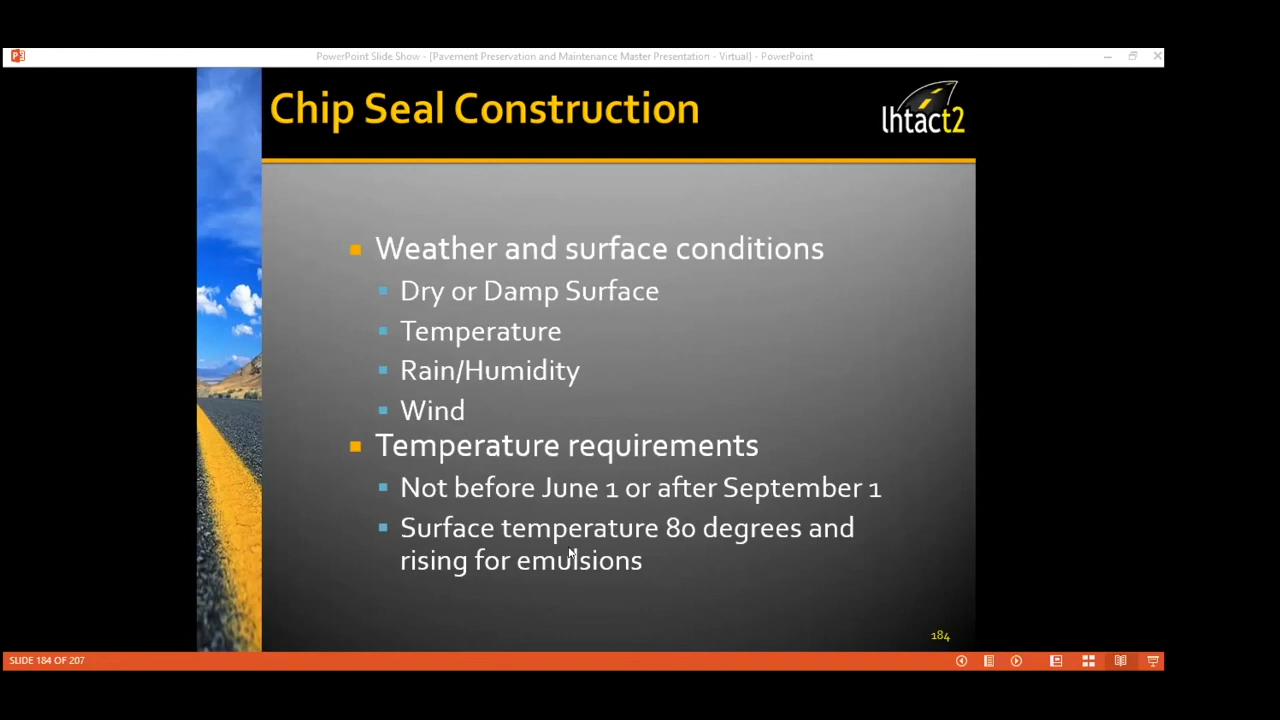 PowerPoint Slide Show - [Pavement Preservation and Maintenance Master Presentation - Virtual] - PowerPoint
Chip Seal Construction
lhtact2
Weather and surface conditions
Dry or Damp Surface
Temperature
Rain/Humidity
Wind
Temperature requirements
Not before June 1 or after September 1
Surface temperature 80 degrees and
rising for emulsions
184
SLIDE 184 OF 207